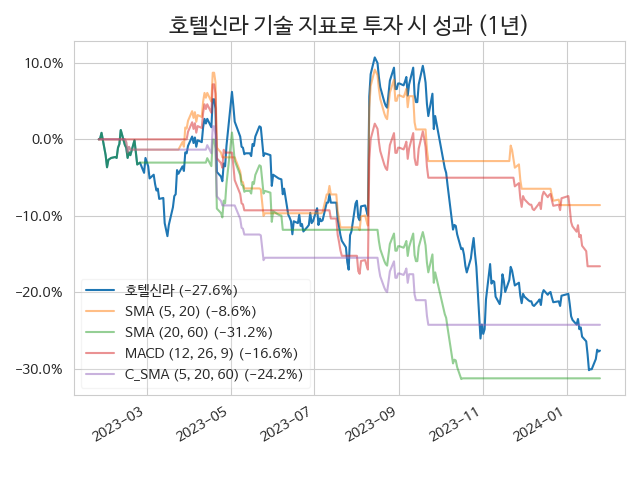 호텔신라 기술 지표로 투자 시 성과 (1년)
10.0%
0.0%
−10.0%
−20.0%
−30.0%
호텔신라 (−27.6%)
SMA (5, 20) (−8.6%)
SMA (20, 60) (−31.2%)
MACD (12, 26, 9) (−16.6%)
C_SMA (5, 20, 60) (−24.2%)
2023-03
2023-05
2023-07
2023-09
2023-11
2024-01